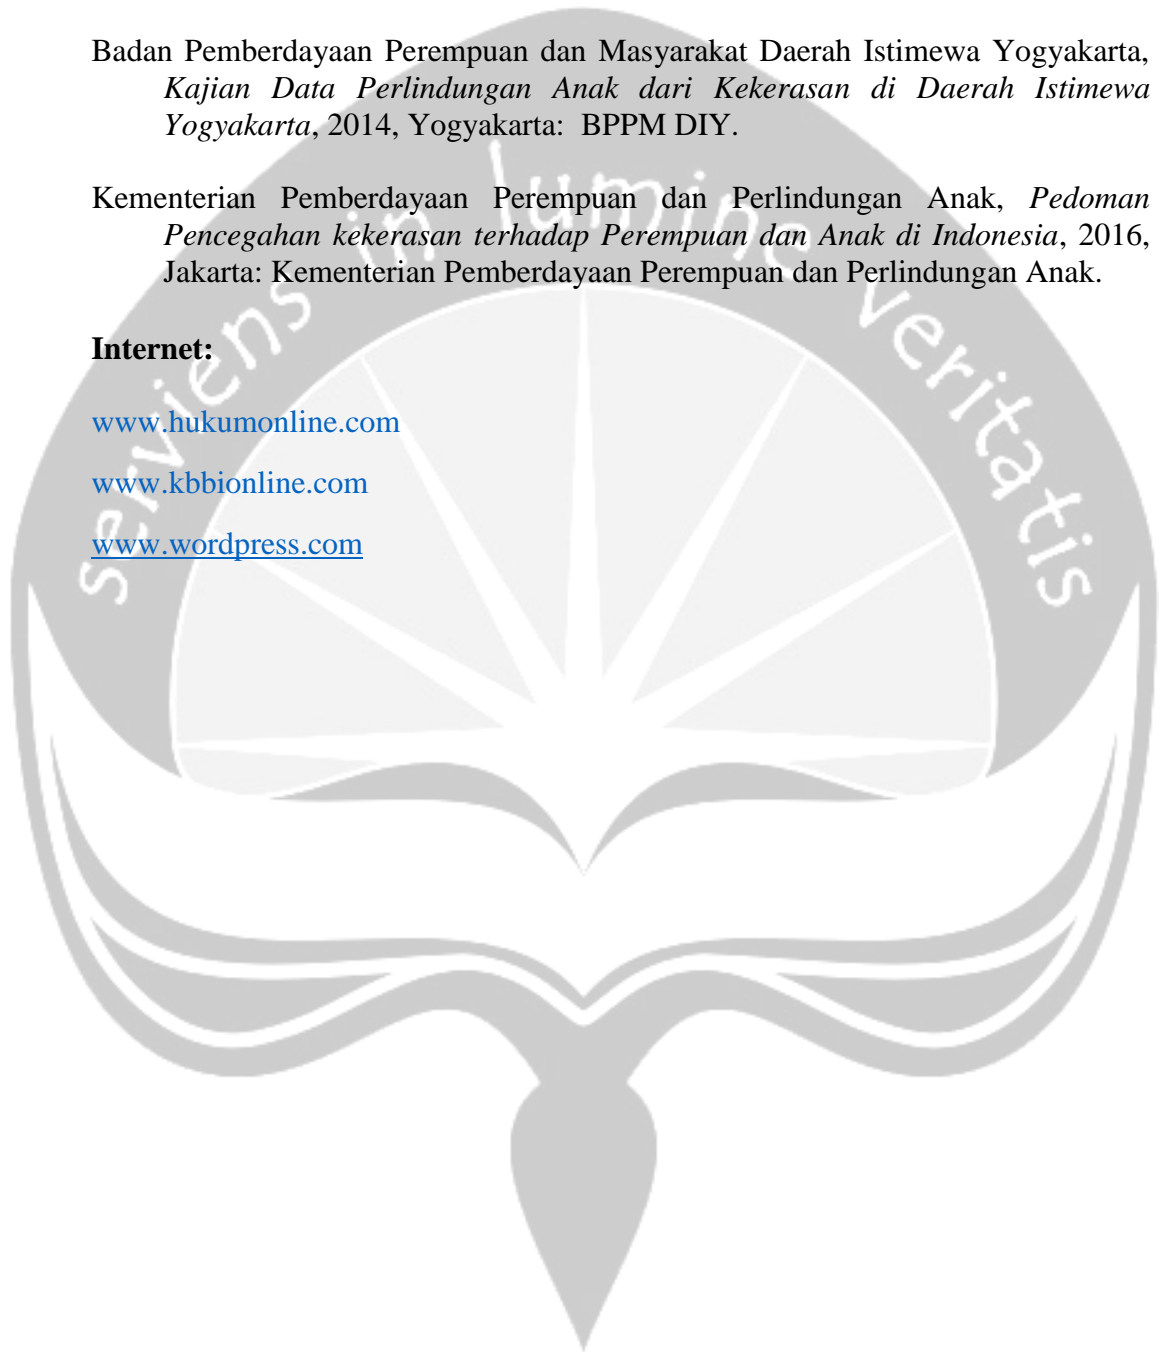 Badan Pemberdayaan Perempuan dan Masyarakat Daerah Istimewa Yogyakarta,
Kajian Data Perlindungan Anak dari Kekerasan di Daerah Istimewa
Yogyakarta, 2014, Yogyakarta: BPPM DIY.
Kementerian Pemberdayaan Perempuan dan Perlindungan Anak, Pedoman
Pencegahan kekerasan terhadap Perempuan dan Anak di Indonesia, 2016,
Jakarta: Kementerian Pemberdayaan Perempuan dan Perlindungan Anak.
Internet:
www.hukumonline.com
www.kbbionline.com
www.wordpress.com
serviens in lumine veritatis